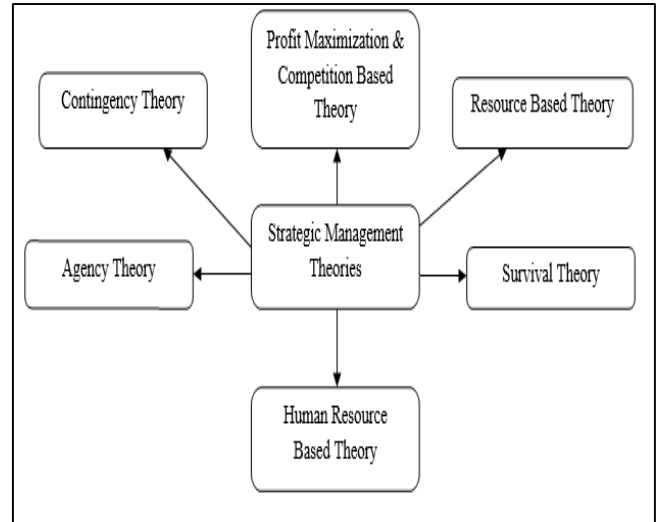 Profit Maximization &
Competition Based
Theory
Contingency Theory
Resource Based Theory
Strategic Management
Theories
Agency Theory
Survival Theory
Human Resource
Based Theory